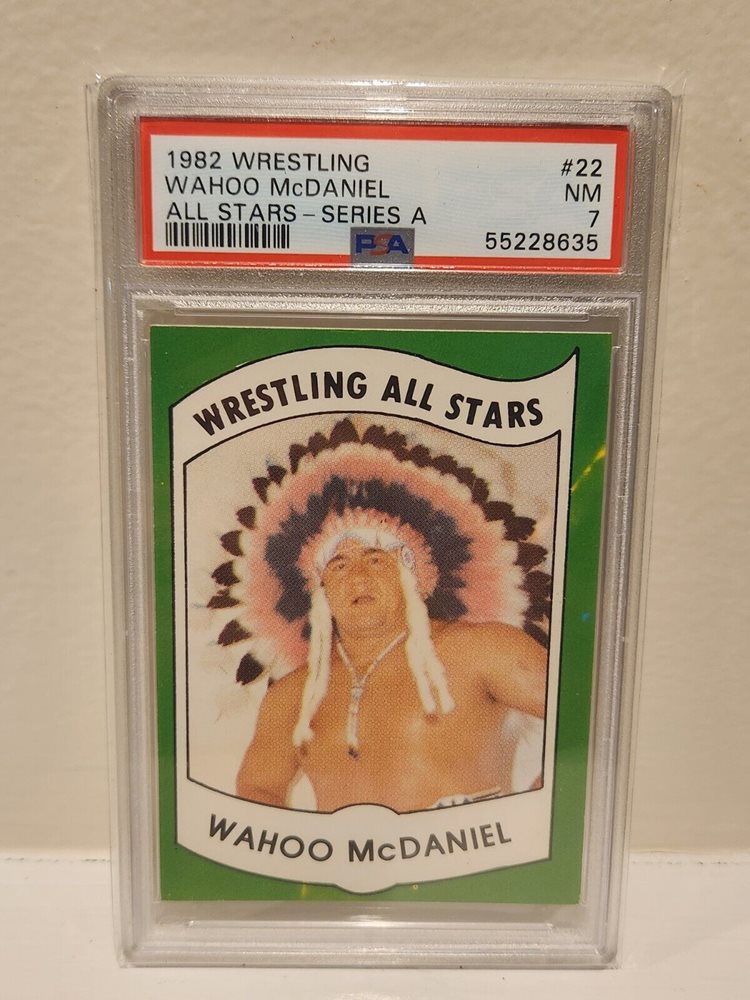 1982 WRESTLING #22
WAHOO McDANIEL NM
ALL STARS - SERIES A 7
PSA 55228635
WRESTLING ALL STARS
WAHOO McDANIEL